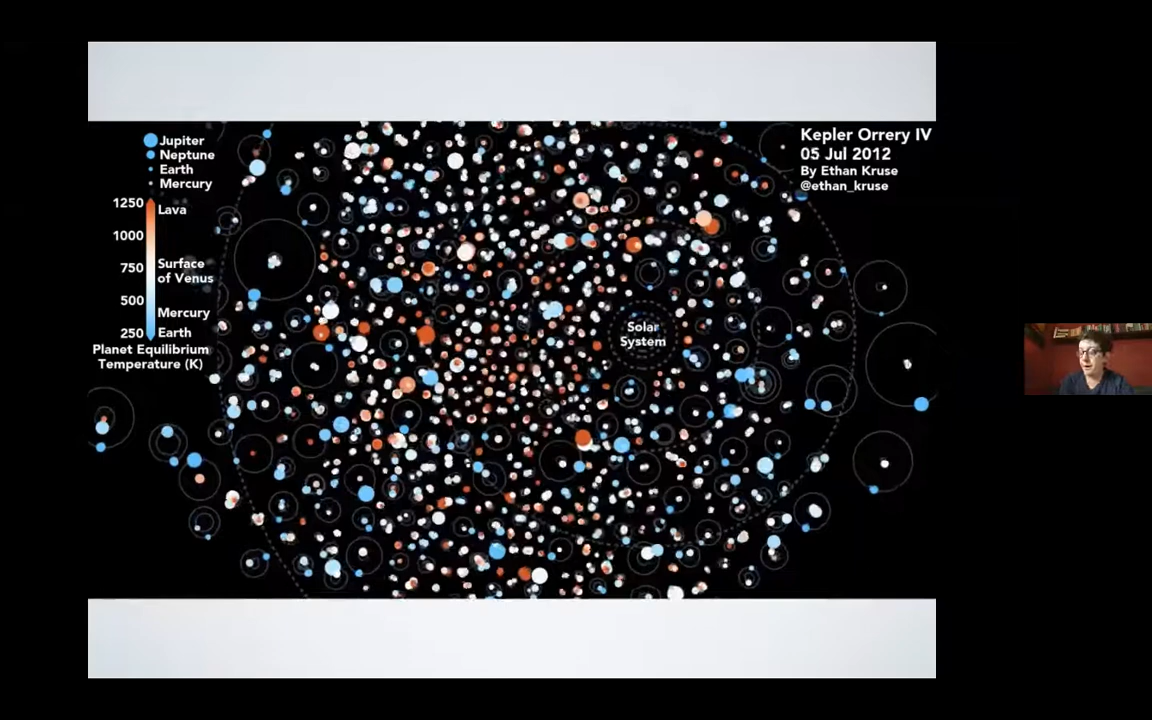 Jupiter
Neptune
Earth
Mercury
1250
Lava
1000
750
Surface
of Venus
500
Mercury
250
Earth
Planet Equilibrium
Temperature (K)
Solar
System
Kepler Orrery IV
05 Jul 2012
By Ethan Kruse
@ethan_kruse